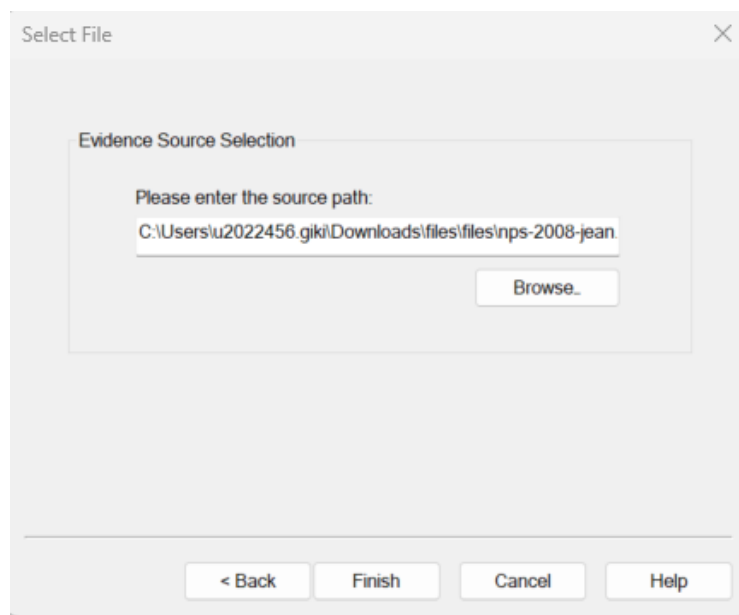 Select File
Evidence Source Selection
Please enter the source path:
C:\Users\u2022456.giki\Downloads\files\files\nps-2008-jean.
Browse..
< Back Finish Cancel Help